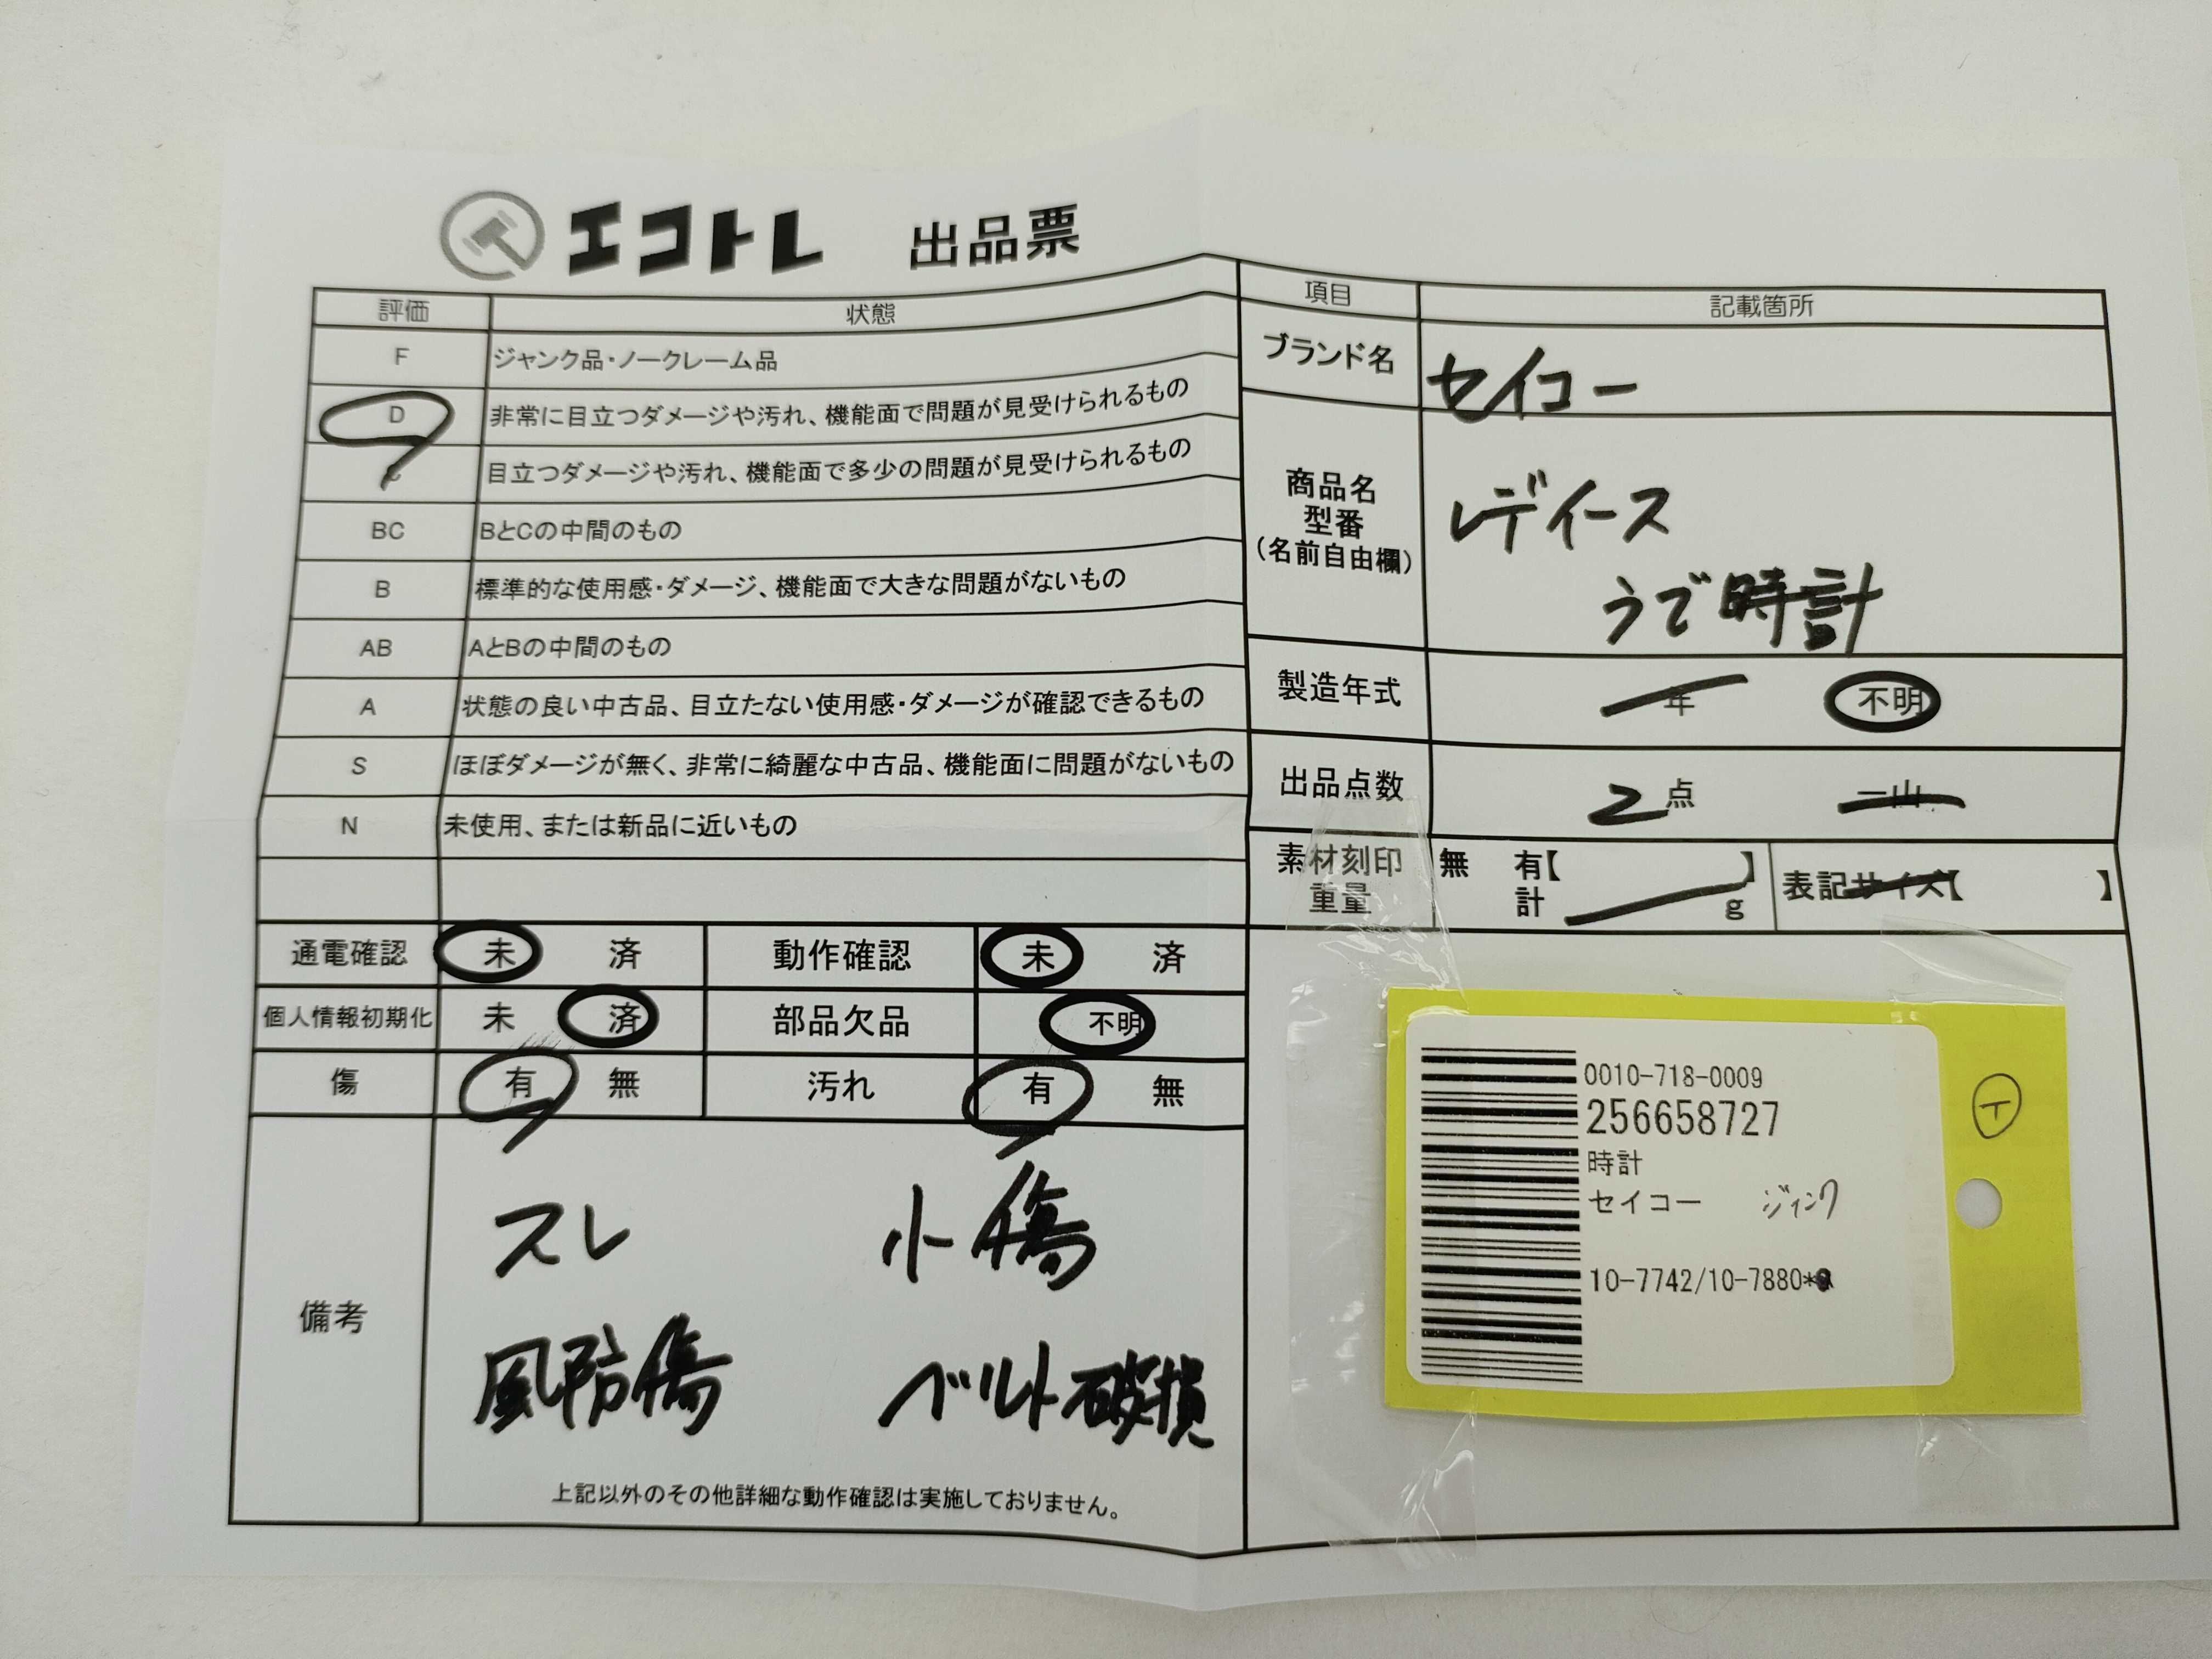 エコトレ 出品票
評価 状態
F ジャンク品・ノークレーム品
D 非常に目立つダメージや汚れ、機能面で問題が見受けられるもの
C 目立つダメージや汚れ、機能面で多少の問題が見受けられるもの
BC BとCの中間のもの
B 標準的な使用感・ダメージ、機能面で大きな問題がないもの
AB AとBの中間のもの
A 状態の良い中古品、目立たない使用感・ダメージが確認できるもの
S ほぼダメージが無く、非常に綺麗な中古品、機能面に問題がないもの
N 未使用、または新品に近いもの
通電確認 未 済 動作確認 未 済
個人情報初期化 未 済 部品欠品 不明
傷 有 無 汚れ 有 無
備考
スレ 小傷
風防傷 ベルト破損
上記以外のその他詳細な動作確認は実施しておりません。
項目 記載箇所
ブランド名 セイコー
商品名
型番
(名前自由欄)
レディース
うで時計
製造年式 年 不明
出品点数 2点 一山
素材刻印 無 有【 】
重量 計 g
表記サイズ【 】
0010-718-0009
256658727
時計
セイコー ジャンク
10-7742/10-7880*
T